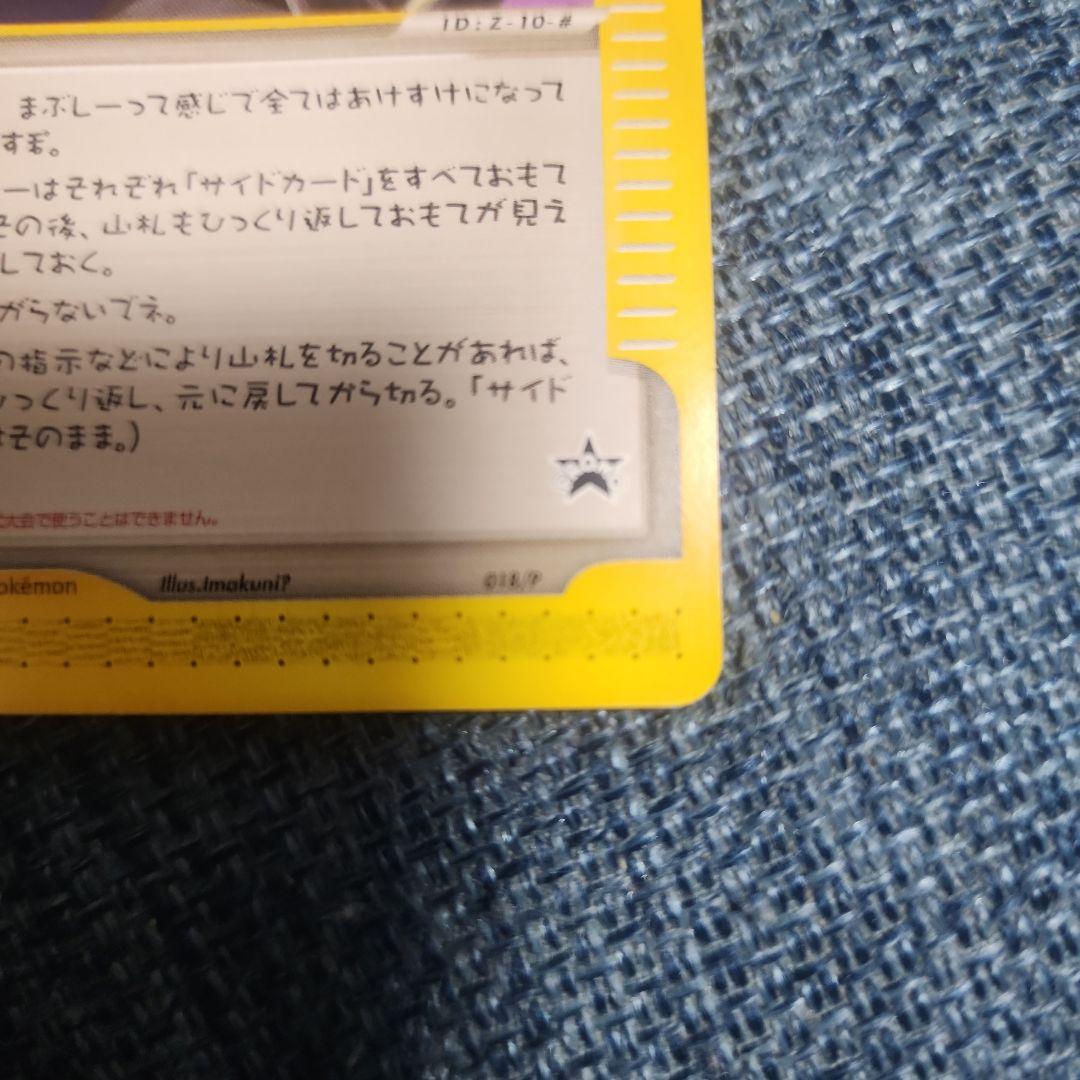 ID:Z-10-#
まぶしーって感じで全てはあけすけになって
すぽ。
ーはそれぞれ「サイドカード」をすべておもて
その後、山札もひっくり返しておもてが見え
しておく。
がらないでネ。
の指示などにより山札を切ることがあれば、
ひっくり返し、元に戻してから切る。「サイド
はそのまま。)
大会で使うことはできません。
okémon
Illus.Imakuni?
018/P